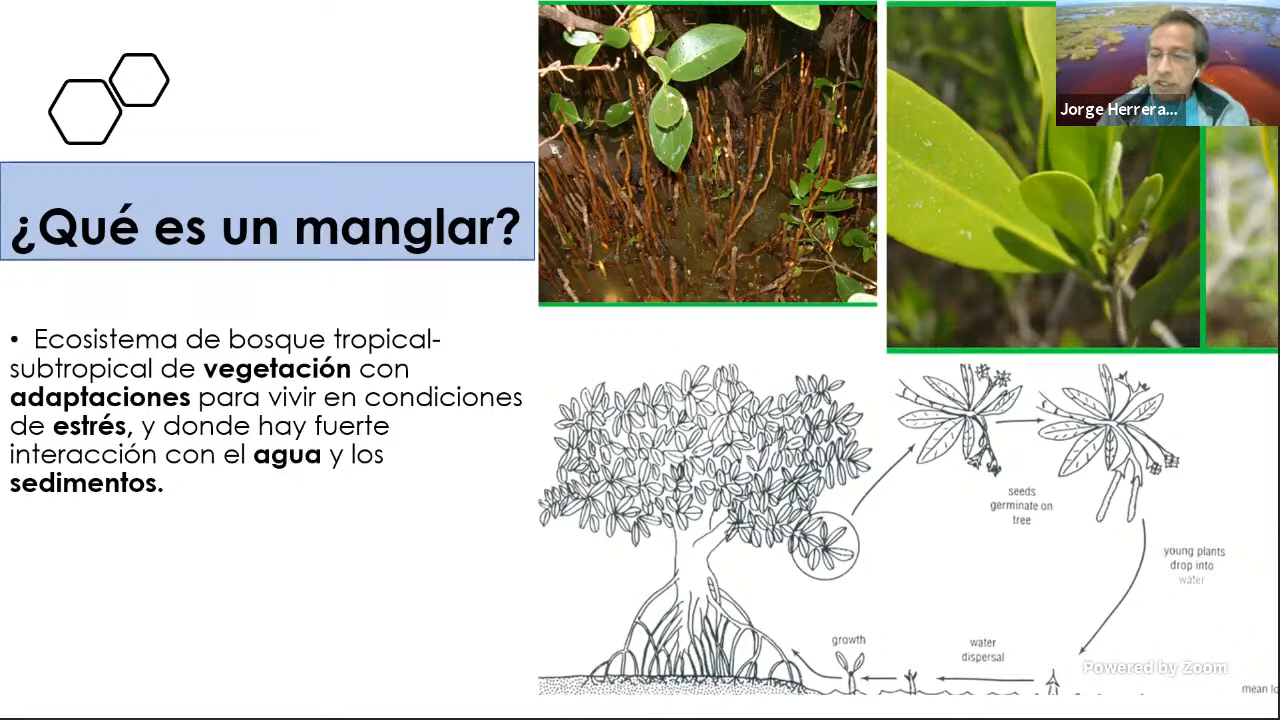 Jorge Herrera...
¿Qué es un manglar?
• Ecosistema de bosque tropical-
subtropical de vegetación con
adaptaciones para vivir en condiciones
de estrés, y donde hay fuerte
interacción con el agua y los
sedimentos.
seeds
germinate on
tree
young plants
drop into
water
growth
water
dispersal
Powered by Zoom
mean